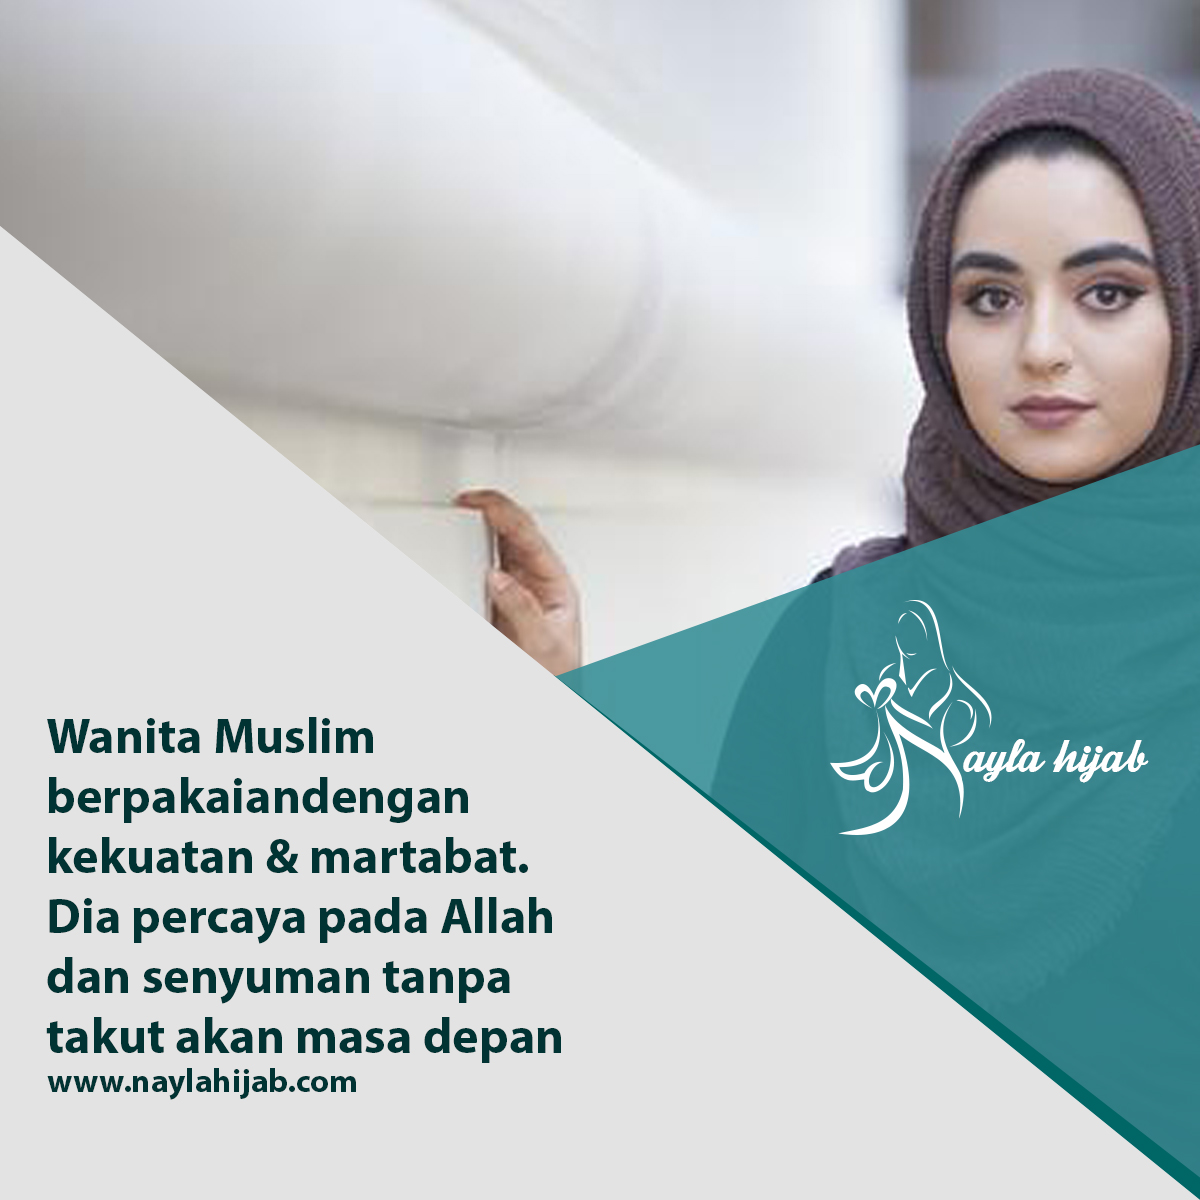 Wanita Muslim
berpakaiandengan
kekuatan & martabat.
Dia percaya pada Allah
dan senyuman tanpa
takut akan masa depan
www.naylahijab.com
Nayla hijab